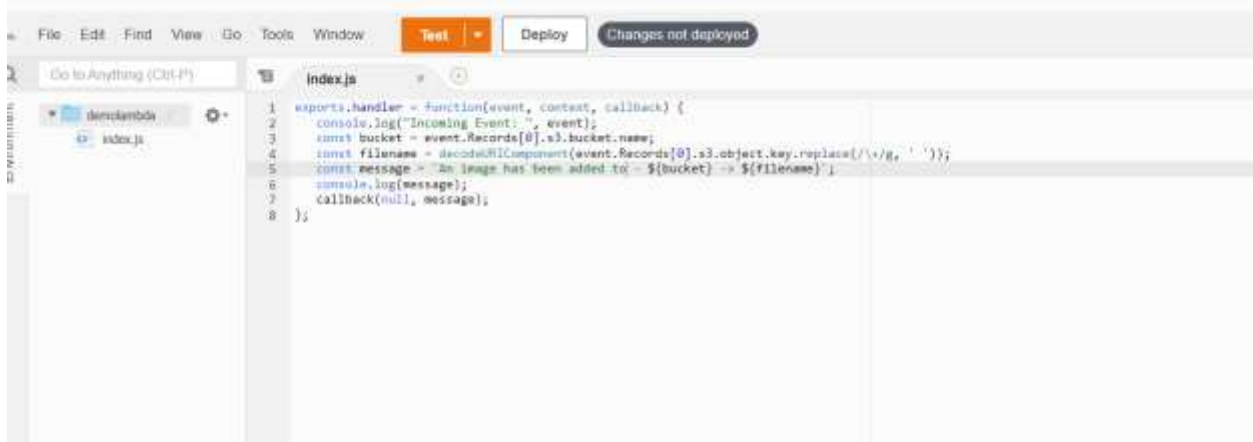 File Edit Find View Go Tools Window Test Deploy Changes not deployed
Go to Anything (Ctrl-P)
index.js
demolambda
index.js
Environment
1 exports.handler = function(event, context, callback) {
2 console.log("Incoming Event: ", event);
3 const bucket = event.Records[0].s3.bucket.name;
4 const filename = decodeURIComponent(event.Records[0].s3.object.key.replace(/\+/g, ' '));
5 const message = `An image has been added to - ${bucket} -> ${filename}`;
6 console.log(message);
7 callback(null, message);
8 };